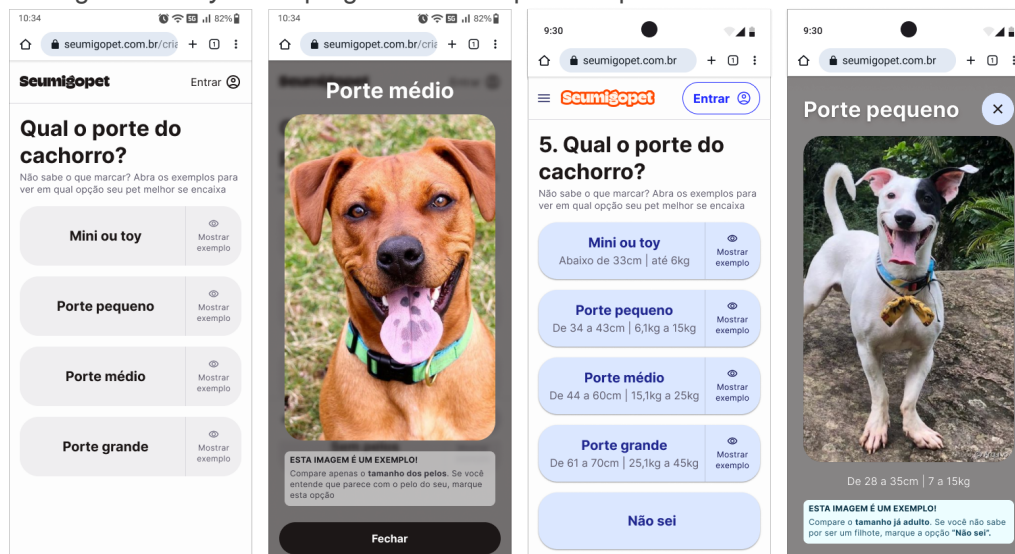 10:34
5G 82%
seumigopet.com.br/cria
1
Seumigopet
Entrar
Qual o porte do
cachorro?
Não sabe o que marcar? Abra os exemplos para
ver em qual opção seu pet melhor se encaixa
Mini ou toy
Mostrar
exemplo
Porte pequeno
Mostrar
exemplo
Porte médio
Mostrar
exemplo
Porte grande
Mostrar
exemplo
10:34
5G 82%
seumigopet.com.br/cria
1
Porte médio
ESTA IMAGEM É UM EXEMPLO!
Compare apenas o tamanho dos pelos. Se você
entende que parece com o pelo do seu, marque
esta opção
Fechar
9:30
seumigopet.com.br
1
Seumigopet
Entrar
5. Qual o porte do
cachorro?
Não sabe o que marcar? Abra os exemplos para
ver em qual opção seu pet melhor se encaixa
Mini ou toy
Abaixo de 33cm | até 6kg
Mostrar
exemplo
Porte pequeno
De 34 a 43cm | 6,1kg a 15kg
Mostrar
exemplo
Porte médio
De 44 a 60cm | 15,1kg a 25kg
Mostrar
exemplo
Porte grande
De 61 a 70cm | 25,1kg a 45kg
Mostrar
exemplo
Não sei
9:30
seumigopet.com.br
1
Porte pequeno
De 28 a 35cm | 7 a 15kg
ESTA IMAGEM É UM EXEMPLO!
Compare o tamanho já adulto. Se você não sabe
por ser um filhote, marque a opção "Não sei".